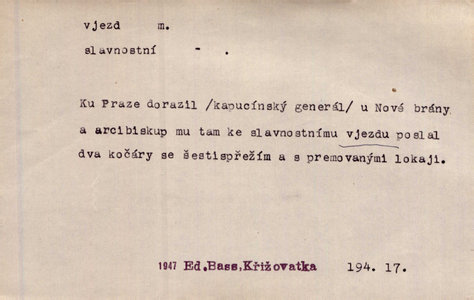 vjezd m.
slavnostní - .
Ku Praze dorazil /kapucínský generál/ u Nové brány
a arcibiskup mu tam ke slavnostnímu vjezdu poslal
dva kočáry se šestispřežím a s premovanými lokaji.
1947 Ed.Bass,Křižovatka 194. 17.